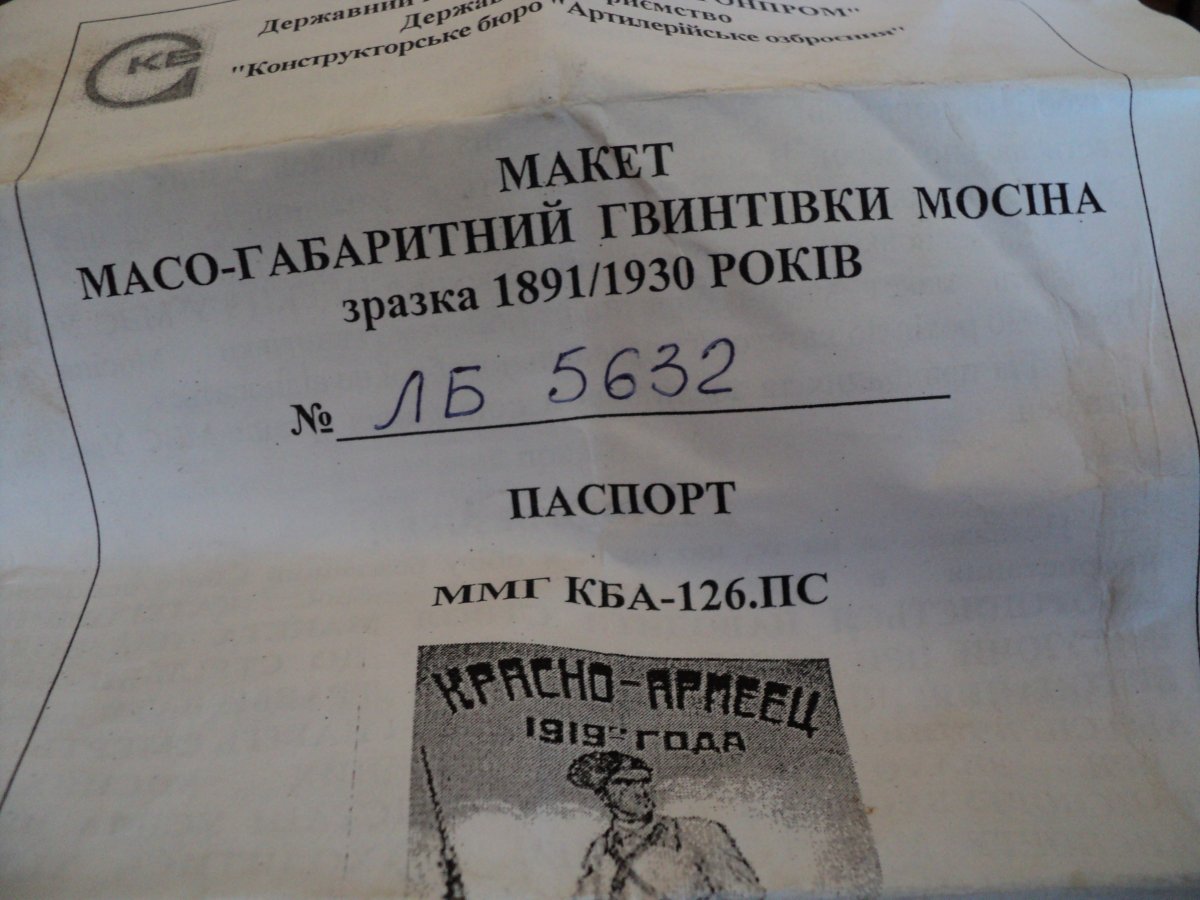 КБ
Державний
"Конструкторське бюро "Артилерійське озброєння"
МАКЕТ
МАСО-ГАБАРИТНИЙ ГВИНТІВКИ МОСІНА
зразка 1891/1930 РОКІВ
№ ЛБ 5632
ПАСПОРТ
ММГ КБА-126.ПС
КРАСНО-АРМЕЕЦ
1919-ГОДА